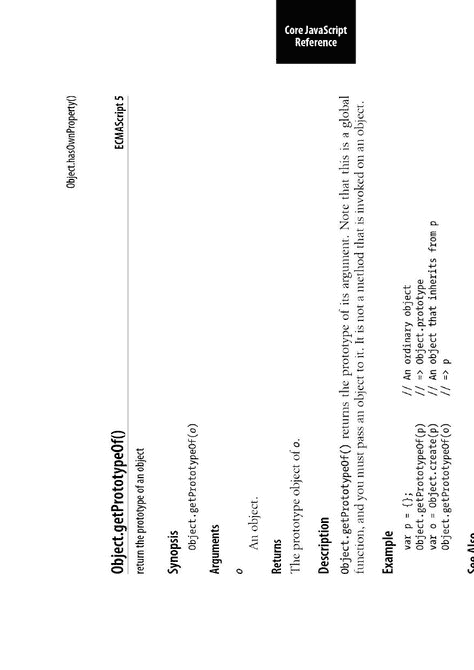 Core JavaScript
Reference
Object.hasOwnProperty()
Object.getPrototypeOf() ECMAScript 5
return the prototype of an object
Synopsis
Object.getPrototypeOf(o)
Arguments
o
An object.
Returns
The prototype object of o.
Description
Object.getPrototypeOf() returns the prototype of its argument. Note that this is a global
function, and you must pass an object to it. It is not a method that is invoked on an object.
Example
var p = {}; // An ordinary object
Object.getPrototypeOf(p) // => Object.prototype
var o = Object.create(p) // An object that inherits from p
Object.getPrototypeOf(o) // => p
See Also